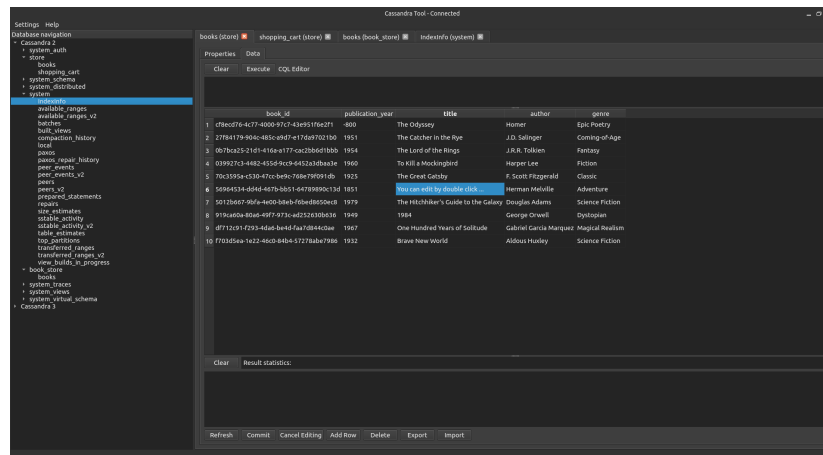 Cassandra Tool - Connected
Settings Help
Database navigation
Cassandra 2
system_auth
store
books
shopping_cart
system_schema
system_distributed
system
IndexInfo
available_ranges
available_ranges_v2
batches
built_views
compaction_history
local
paxos
paxos_repair_history
peer_events
peer_events_v2
peers
peers_v2
prepared_statements
repairs
size_estimates
sstable_activity
sstable_activity_v2
table_estimates
top_partitions
transferred_ranges
transferred_ranges_v2
view_builds_in_progress
book_store
books
system_traces
system_views
system_virtual_schema
Cassandra 3
books (store) shopping_cart (store) books (book_store) IndexInfo (system)
Properties Data
Clear Execute CQL Editor
book_id publication_year title author genre
1 cf8ecd76-4c77-4000-97c7-43e951f6e2f1 -800 The Odyssey Homer Epic Poetry
2 27f84179-904c-485c-a9d7-e17da97021b0 1951 The Catcher in the Rye J.D. Salinger Coming-of-Age
3 0b7bca25-21d1-416a-a177-cac2bb6d1bbb 1954 The Lord of the Rings J.R.R. Tolkien Fantasy
4 039927c3-4482-455d-9cc9-6452a3dbaa3e 1960 To Kill a Mockingbird Harper Lee Fiction
5 70c3595a-c530-47cc-be9c-768e79f091db 1925 The Great Gatsby F. Scott Fitzgerald Classic
6 56964534-dd4d-467b-bb51-64789890c13d 1851 You can edit by double click ... Herman Melville Adventure
7 5012b667-9bfa-4e00-b8eb-f6bed8650ec8 1979 The Hitchhiker's Guide to the Galaxy Douglas Adams Science Fiction
8 919ca60a-80a6-49f7-973c-ad252630b636 1949 1984 George Orwell Dystopian
9 df712c91-f293-4da6-be4d-faa7d844c0ae 1967 One Hundred Years of Solitude Gabriel Garcia Marquez Magical Realism
10 f703d5ea-1e22-46c0-84b4-57278abe7986 1932 Brave New World Aldous Huxley Science Fiction
Clear Result statistics:
Refresh Commit Cancel Editing Add Row Delete Export Import